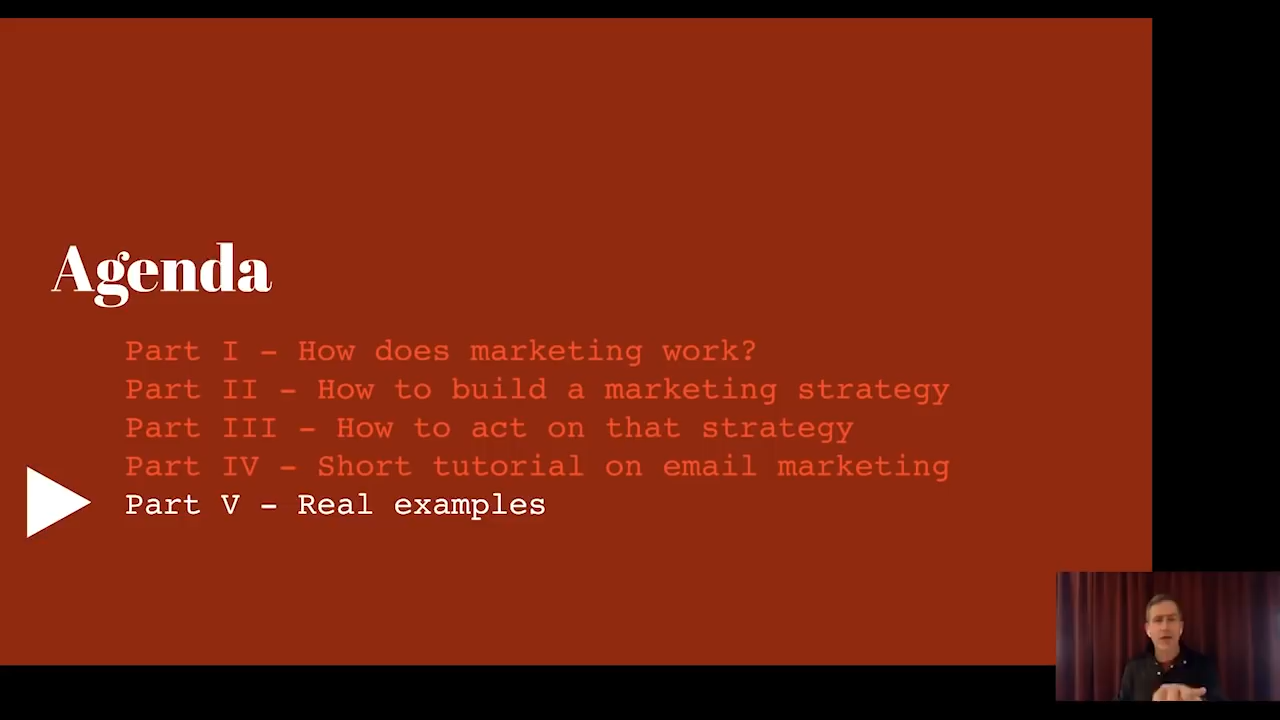 Agenda
Part I – How does marketing work?
Part II – How to build a marketing strategy
Part III – How to act on that strategy
Part IV – Short tutorial on email marketing
Part V – Real examples